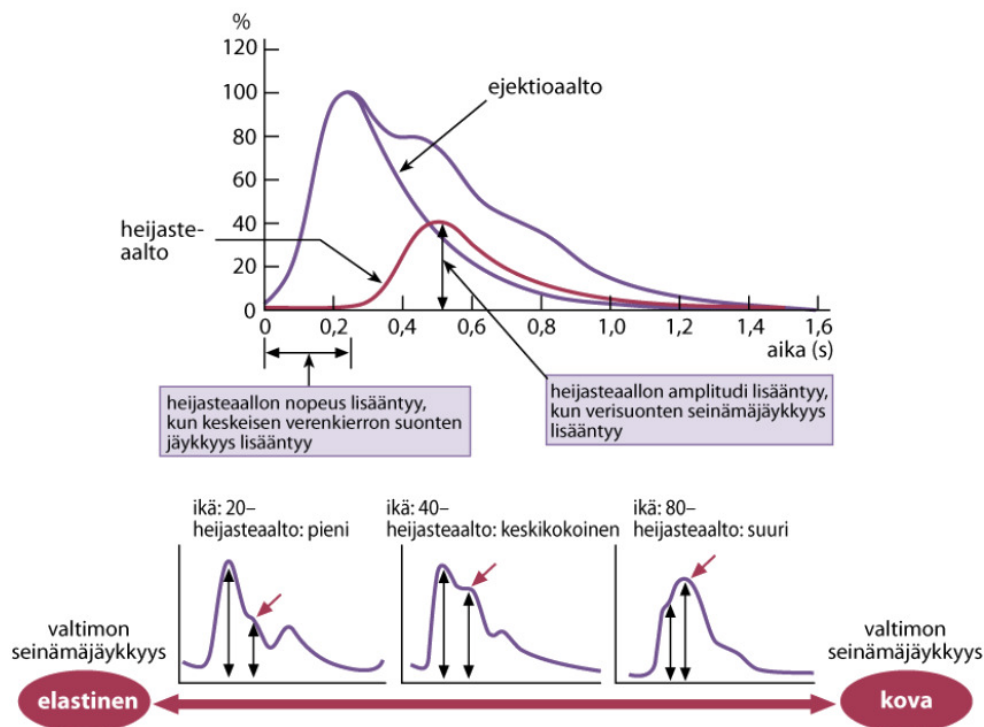 %
120
100
80
60
40
20
0
0 0,2 0,4 0,6 0,8 1,0 1,2 1,4 1,6
aika (s)
ejektioaalto
heijaste-
aalto
heijasteaallon nopeus lisääntyy,
kun keskeisen verenkierron suonten
jäykkyys lisääntyy
heijasteaallon amplitudi lisääntyy,
kun verisuonten seinämäjäykkyys
lisääntyy
ikä: 20–
heijasteaalto: pieni
ikä: 40–
heijasteaalto: keskikokoinen
ikä: 80–
heijasteaalto: suuri
valtimon
seinämäjäykkyys
elastinen
valtimon
seinämäjäykkyys
kova